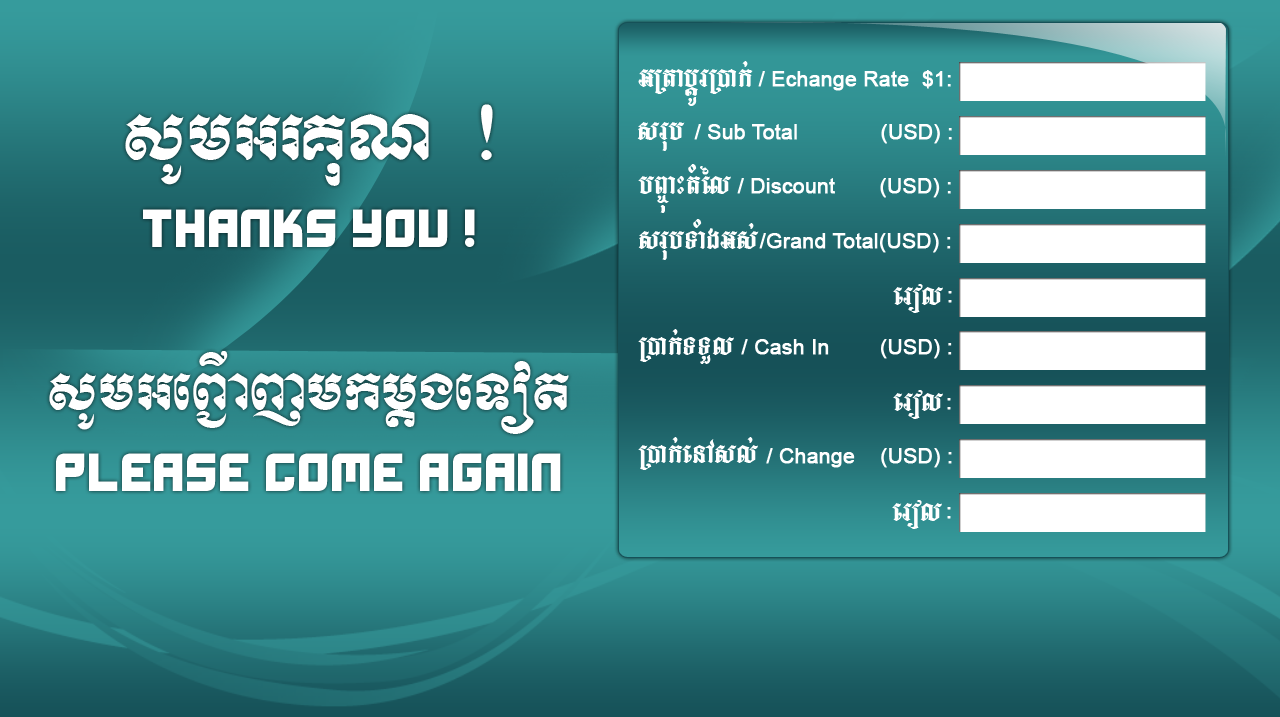 សូមអរគុណ !
THANKS YOU !
សូមអញ្ជើញមកម្ដងទៀត
PLEASE COME AGAIN
អត្រាប្ដូរប្រាក់ / Echange Rate $1:
សរុប / Sub Total (USD) :
បញ្ចុះតំលៃ / Discount (USD) :
សរុបទាំងអស់/Grand Total(USD) :
រៀល :
ប្រាក់ទទួល / Cash In (USD) :
រៀល :
ប្រាក់នៅសល់ / Change (USD) :
រៀល :